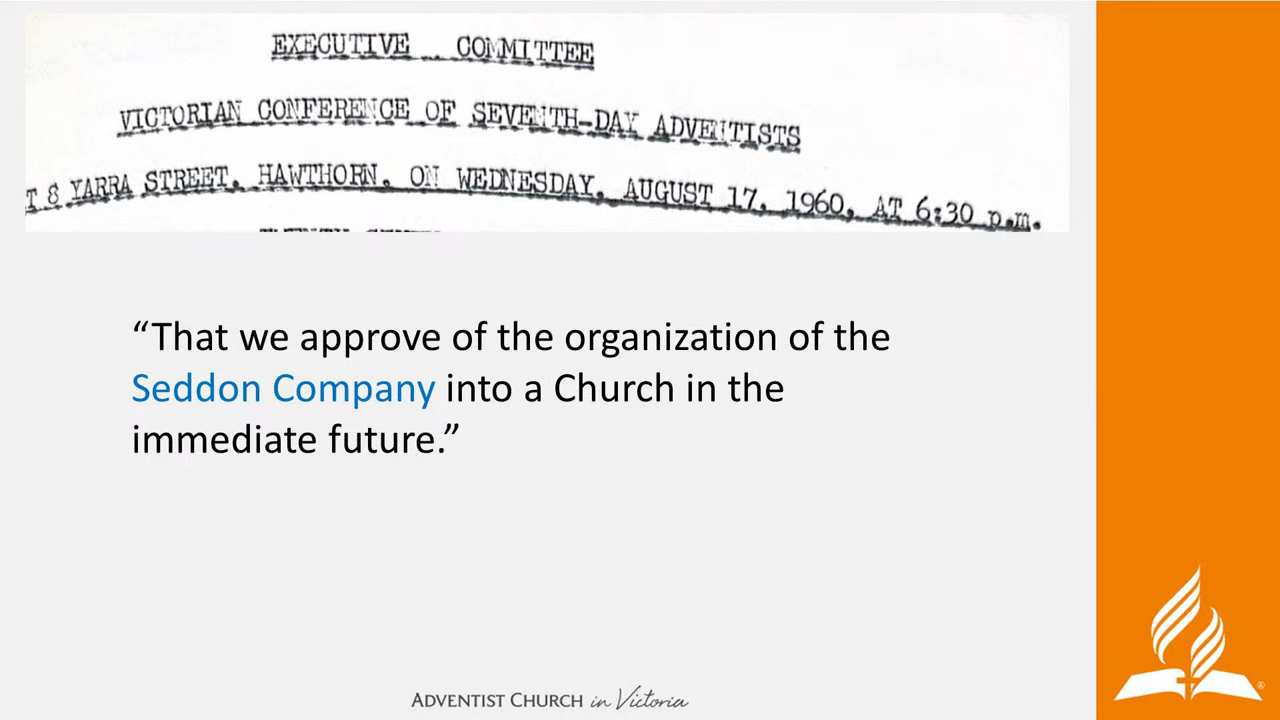 EXECUTIVE COMMITTEE
VICTORIAN CONFERENCE OF SEVENTH-DAY ADVENTISTS
T 8 YARRA STREET, HAWTHORN, ON WEDNESDAY, AUGUST 17, 1960, AT 6:30 p.m.
“That we approve of the organization of the
Seddon Company into a Church in the
immediate future.”
ADVENTIST CHURCH in Victoria
®